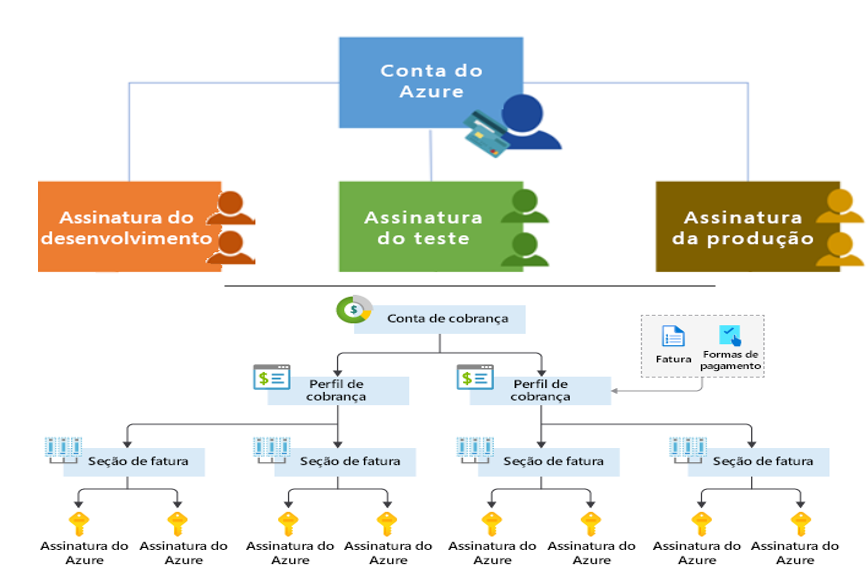 Conta do
Azure
Assinatura do
desenvolvimento
Assinatura
do teste
Assinatura
da produção
$
Conta de cobrança
Fatura
Formas de
pagamento
$
Perfil de
cobrança
$
Perfil de
cobrança
Seção de fatura
Seção de fatura
Seção de fatura
Seção de fatura
Assinatura do
Azure
Assinatura do
Azure
Assinatura do
Azure
Assinatura do
Azure
Assinatura do
Azure
Assinatura do
Azure
Assinatura do
Azure
Assinatura do
Azure